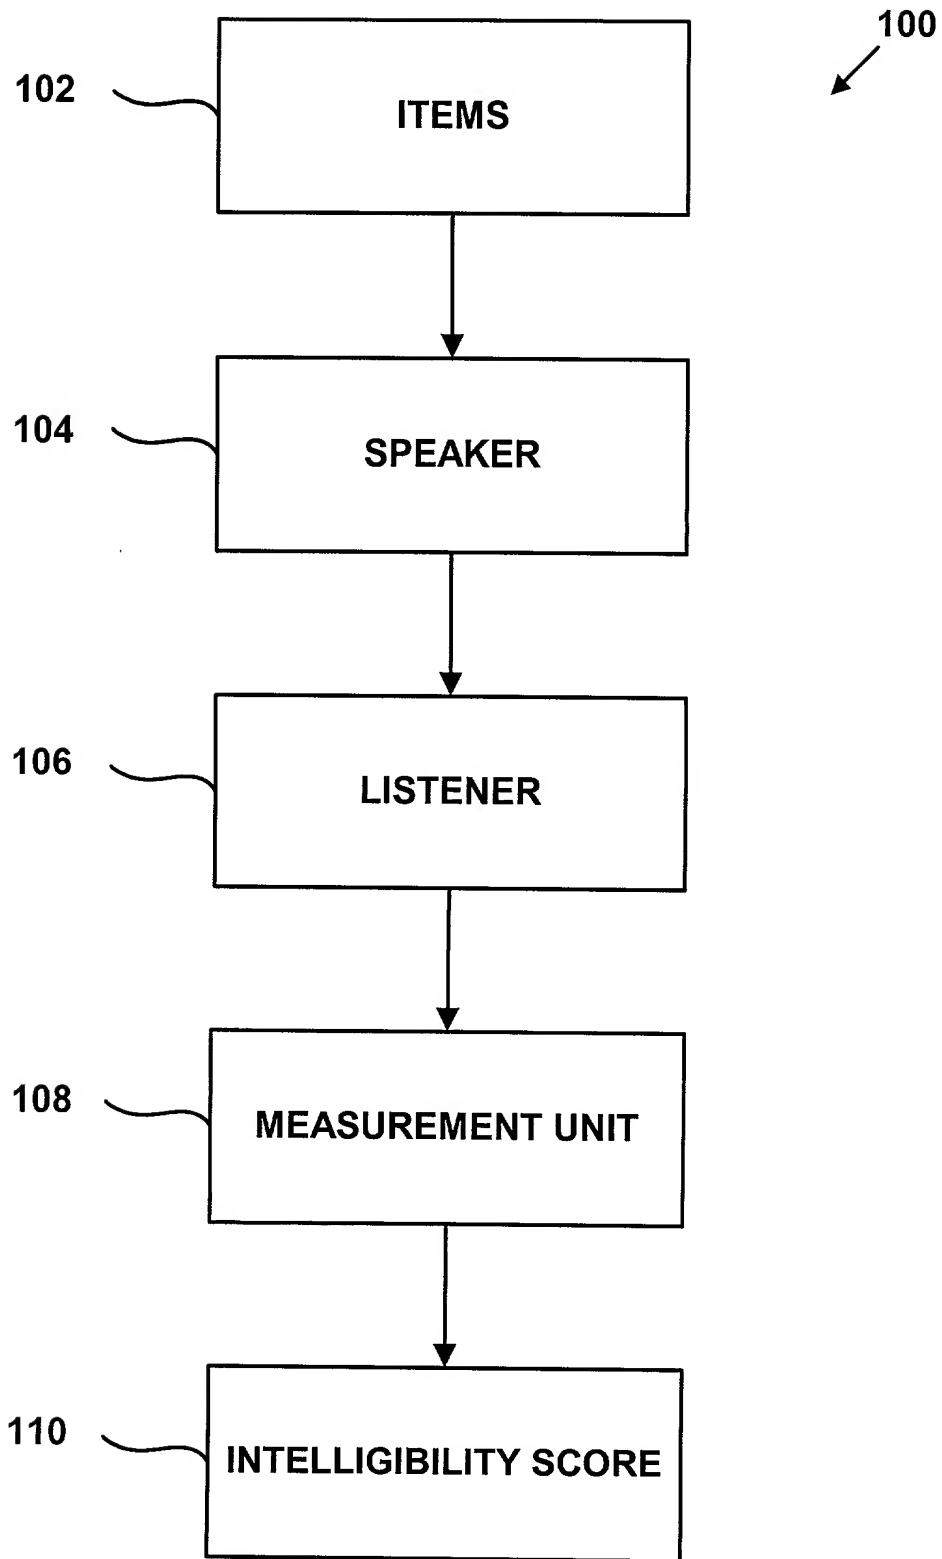 100
102
ITEMS
104
SPEAKER
106
LISTENER
108
MEASUREMENT UNIT
110
INTELLIGIBILITY SCORE